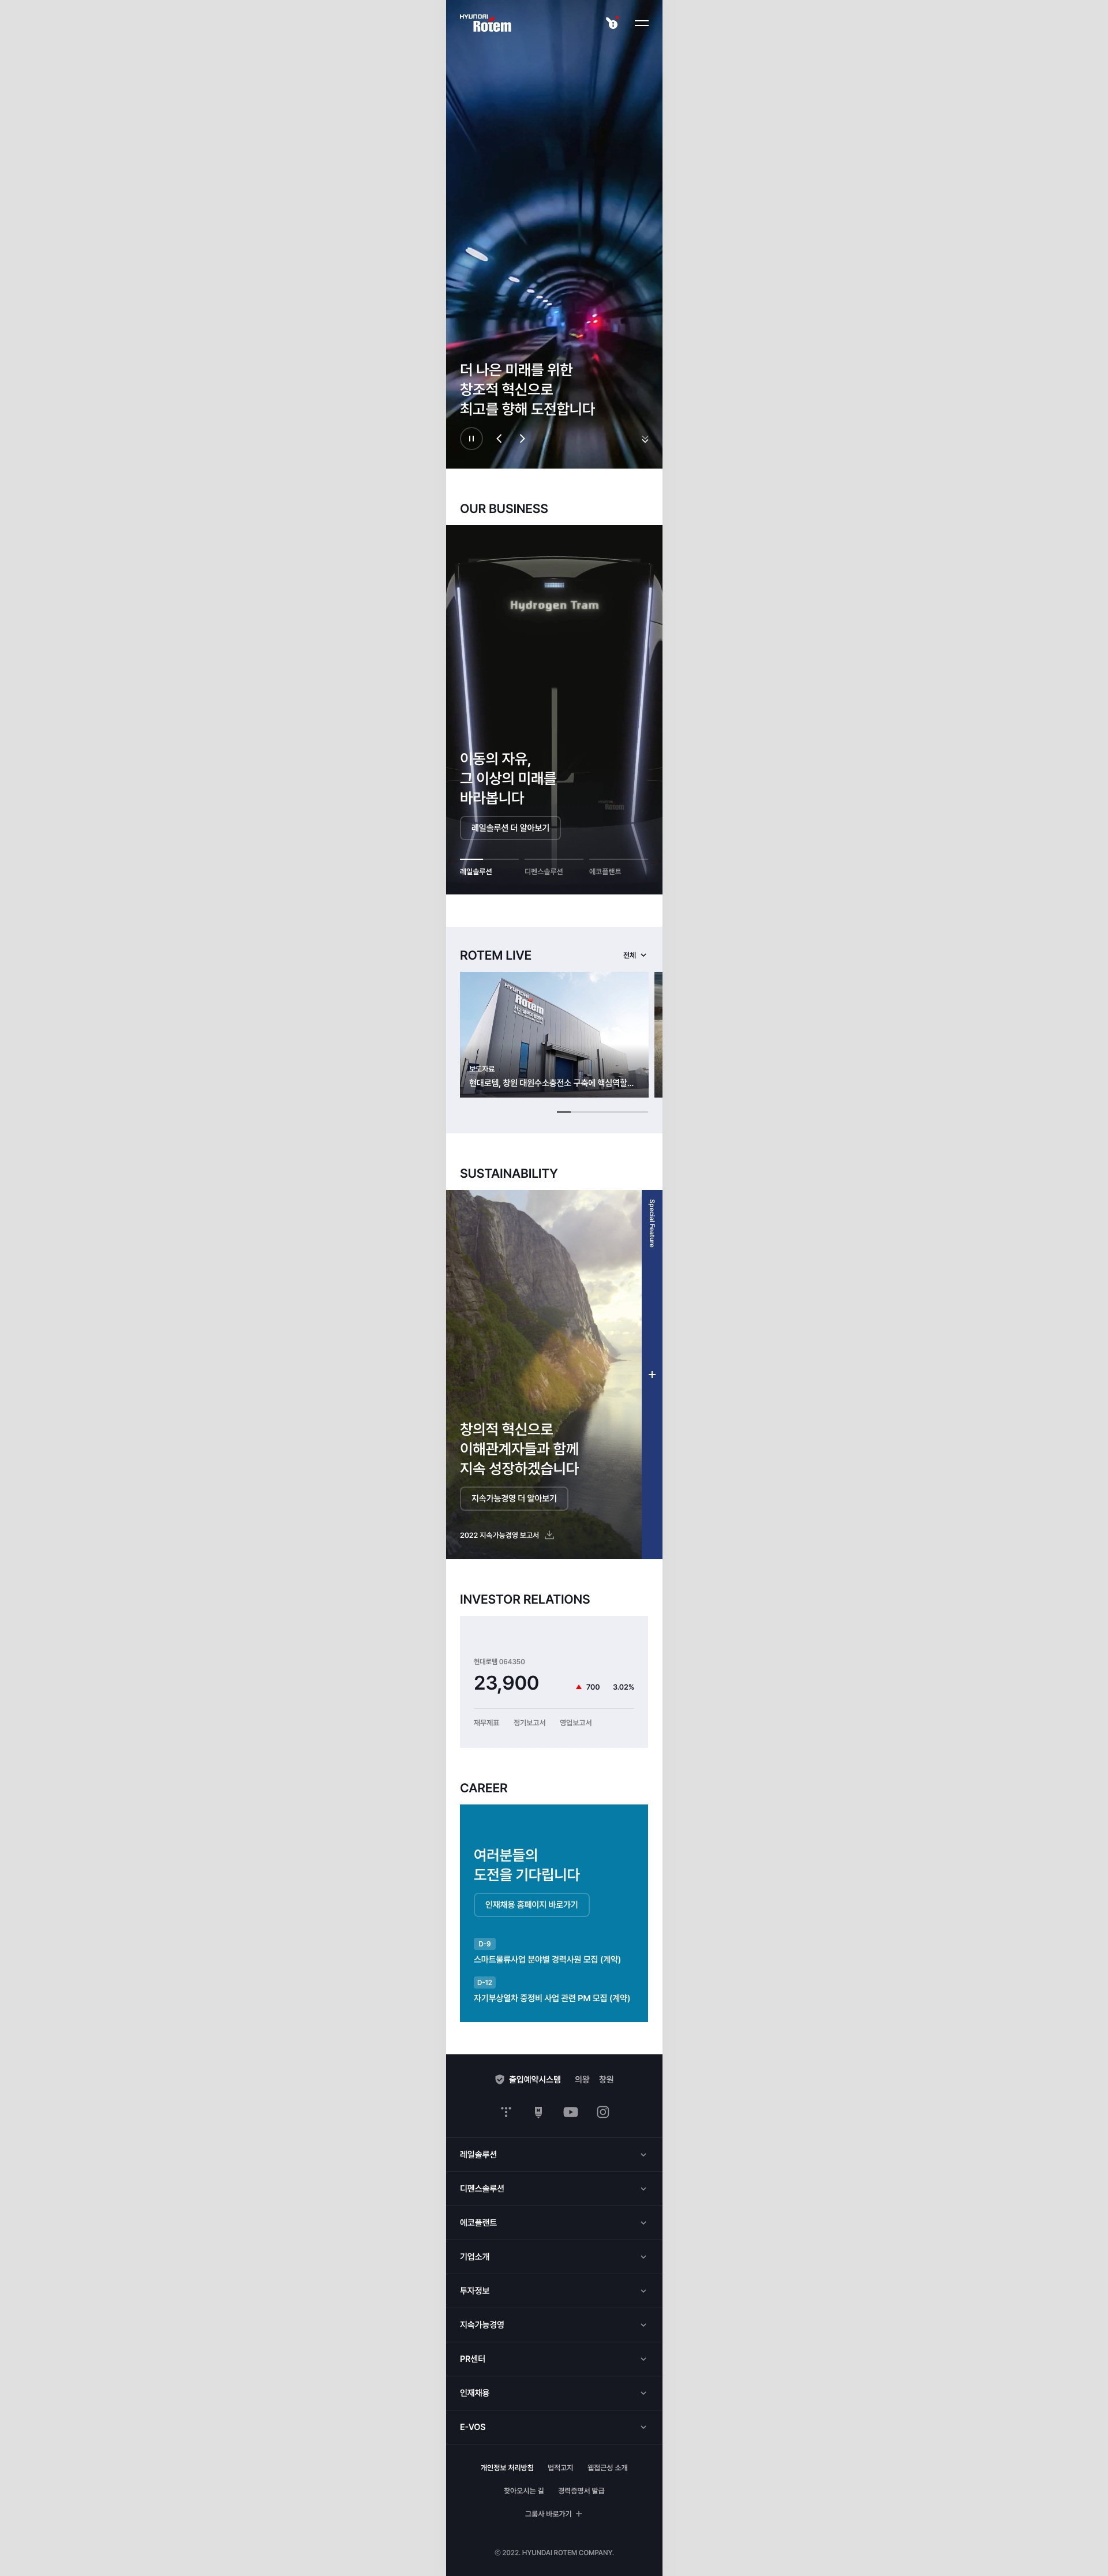 HYUNDAI
Rotem
더 나은 미래를 위한
창조적 혁신으로
최고를 향해 도전합니다
OUR BUSINESS
Hydrogen Tram
이동의 자유,
그 이상의 미래를
바라봅니다
레일솔루션 더 알아보기
레일솔루션 디펜스솔루션 에코플랜트
ROTEM LIVE 전체
HYUNDAI
Rotem
보도자료
현대로템, 창원 대원수소충전소 구축에 핵심역할...
SUSTAINABILITY
Special Feature
창의적 혁신으로
이해관계자들과 함께
지속 성장하겠습니다
지속가능경영 더 알아보기
2022 지속가능경영 보고서
INVESTOR RELATIONS
현대로템 064350
23,900 700 3.02%
재무제표 정기보고서 영업보고서
CAREER
여러분들의
도전을 기다립니다
인재채용 홈페이지 바로가기
D-9
스마트물류사업 분야별 경력사원 모집 (계약)
D-12
자기부상열차 중정비 사업 관련 PM 모집 (계약)
출입예약시스템 의왕 창원
레일솔루션
디펜스솔루션
에코플랜트
기업소개
투자정보
지속가능경영
PR센터
인재채용
E-VOS
개인정보 처리방침 법적고지 웹접근성 소개
찾아오시는 길 경력증명서 발급
그룹사 바로가기
ⓒ 2022. HYUNDAI ROTEM COMPANY.